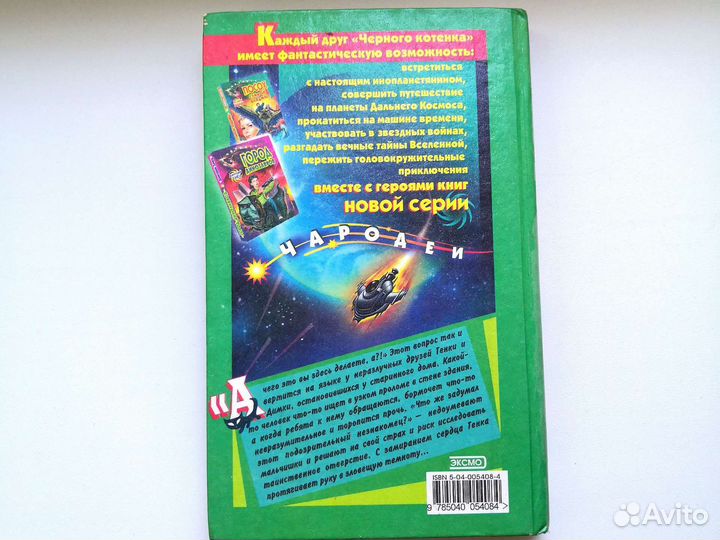 Каждый друг «Черного котенка»
имеет фантастическую возможность:
встретиться
с настоящим инопланетянином,
совершить путешествие
на планеты Дальнего Космоса,
прокатиться на машине времени,
участвовать в звездных войнах,
разгадать вечные тайны Вселенной,
пережить головокружительные
приключения
вместе с героями книг
НОВОЙ СЕРИИ
ГОРОД
ЧАРОДЕИ
«А чего это вы здесь делаете, а?!» Этот вопрос так и
вертится на языке у неразлучных друзей Генки и
Димки, остановившихся у старинного дома. Какой-
то человек что-то ищет в узком проломе в стене здания,
а когда ребята к нему обращаются, бормочет что-то
невразумительное и торопится прочь. «Что же задумал
этот подозрительный незнакомец?» — недоумевают
мальчишки и решают на свой страх и риск исследовать
таинственное отверстие. С замиранием сердца Генка
протягивает руку в зловещую темноту...
ЭКСМО
ISBN 5-04-005408-4
9 785040 054084 >
Avito